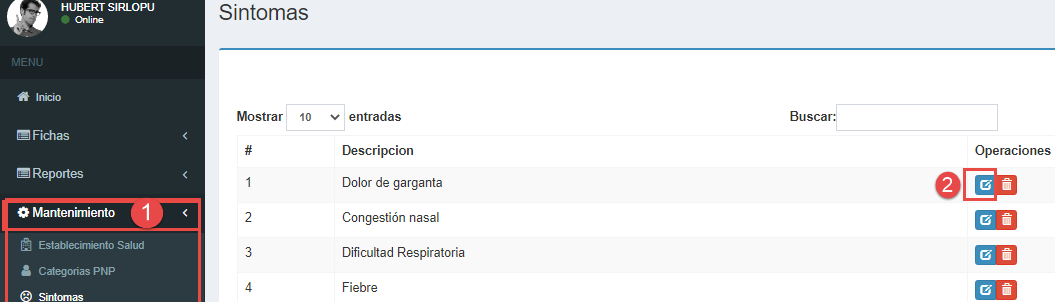 HUBERT SIRLOPU
Online
Sintomas
MENU
Inicio
Fichas
Reportes
Mantenimiento 1
Establecimiento Salud
Categorias PNP
Sintomas
Mostrar 10 entradas Buscar:
# Descripcion Operaciones
1 Dolor de garganta 2
2 Congestión nasal
3 Dificultad Respiratoria
4 Fiebre